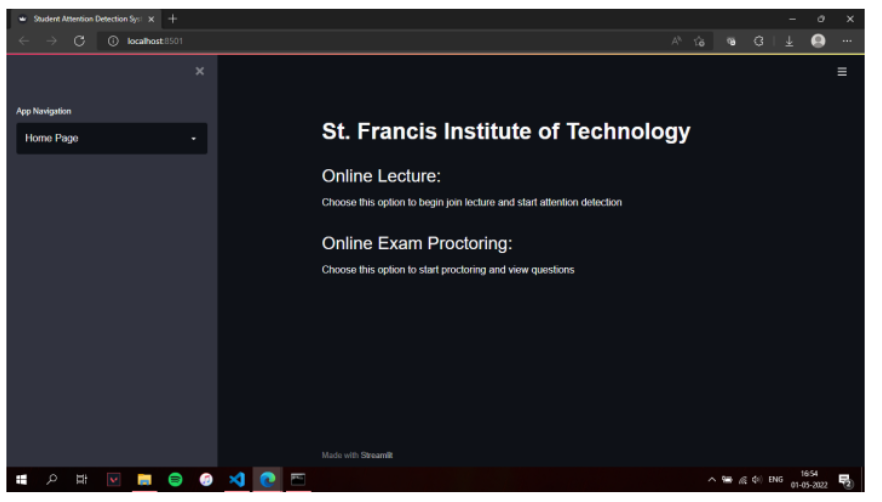 Student Attention Detection Sys
localhost:8501
App Navigation
Home Page
St. Francis Institute of Technology
Online Lecture:
Choose this option to begin join lecture and start attention detection
Online Exam Proctoring:
Choose this option to start proctoring and view questions
Made with Streamlit
ENG
16:54
01-05-2022